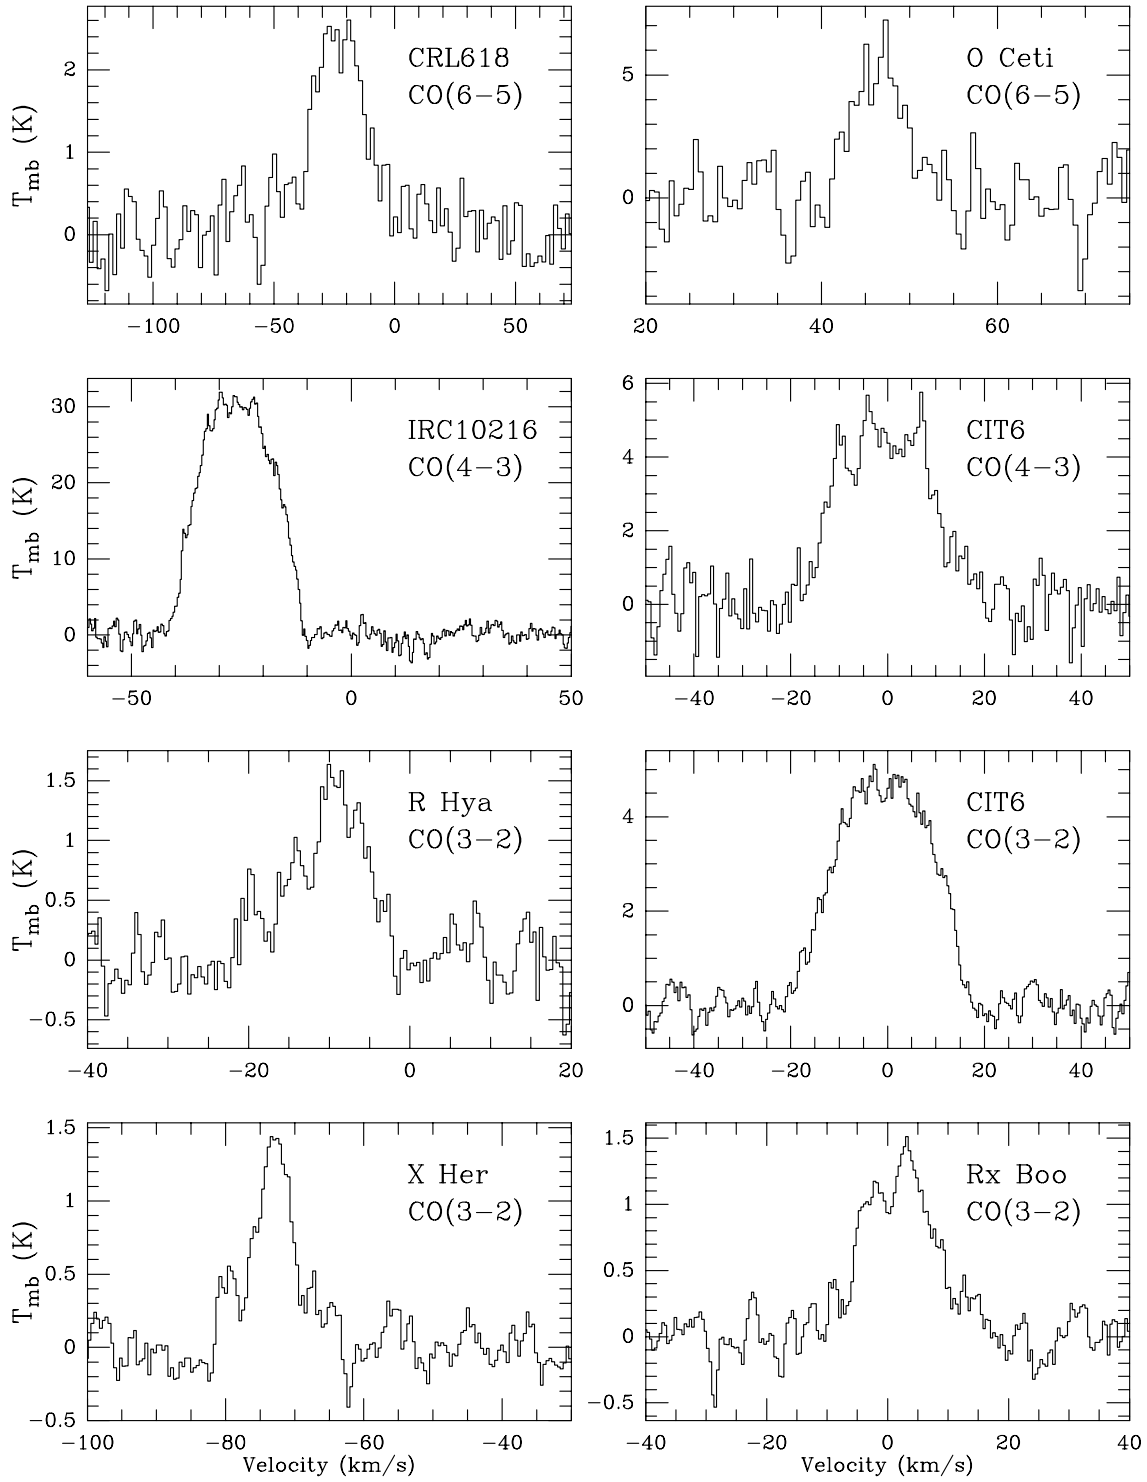 CRL618
CO(6−5)
T_mb (K)
2
1
0
−100
−50
0
50
O Ceti
CO(6−5)
5
0
20
40
60
IRC10216
CO(4−3)
T_mb (K)
30
20
10
0
−50
0
50
CIT6
CO(4−3)
6
4
2
0
−40
−20
0
20
40
R Hya
CO(3−2)
T_mb (K)
1.5
1
0.5
0
−0.5
−40
−20
0
20
CIT6
CO(3−2)
4
2
0
−40
−20
0
20
40
X Her
CO(3−2)
T_mb (K)
1.5
1
0.5
0
−0.5
−100
−80
−60
−40
Velocity (km/s)
Rx Boo
CO(3−2)
1.5
1
0.5
0
−0.5
−40
−20
0
20
40
Velocity (km/s)